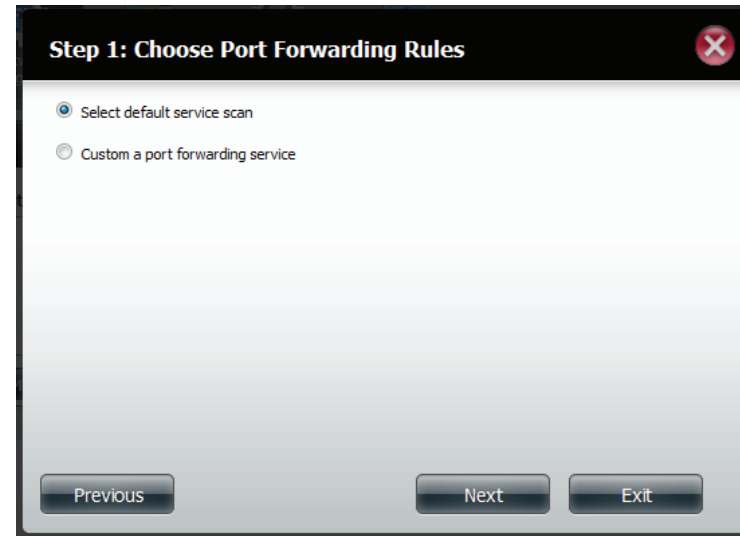 Step 1: Choose Port Forwarding Rules
Select default service scan
Custom a port forwarding service
Previous
Next
Exit